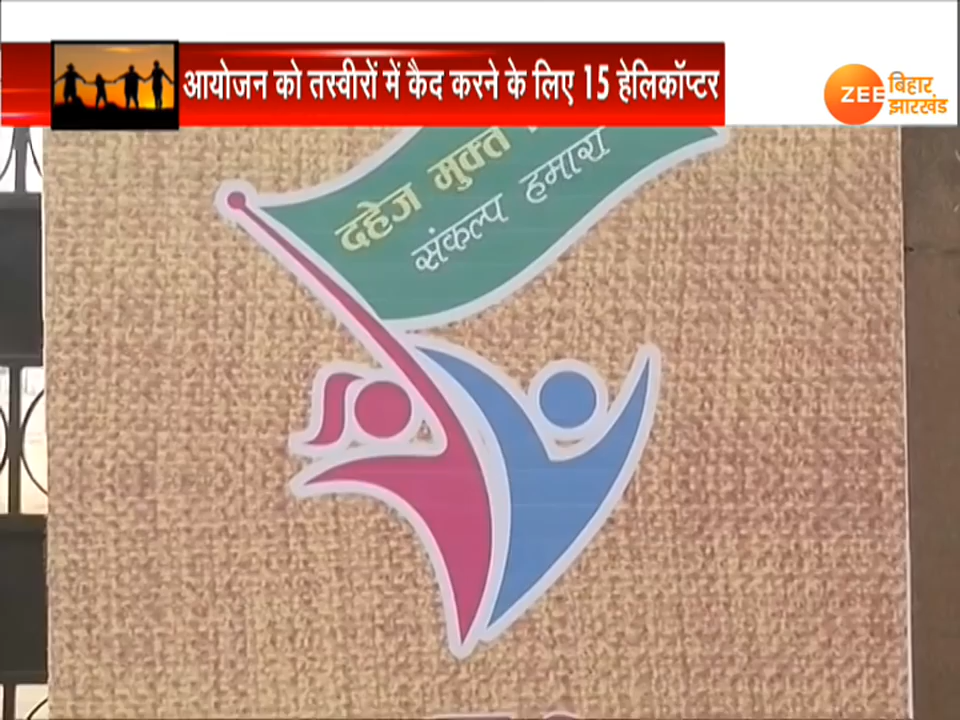 आयोजन को तस्वीरों में कैद करने के लिए 15 हेलिकॉप्टर
ZEE बिहार
झारखंड
दहेज मुक्त
संकल्प हमारा